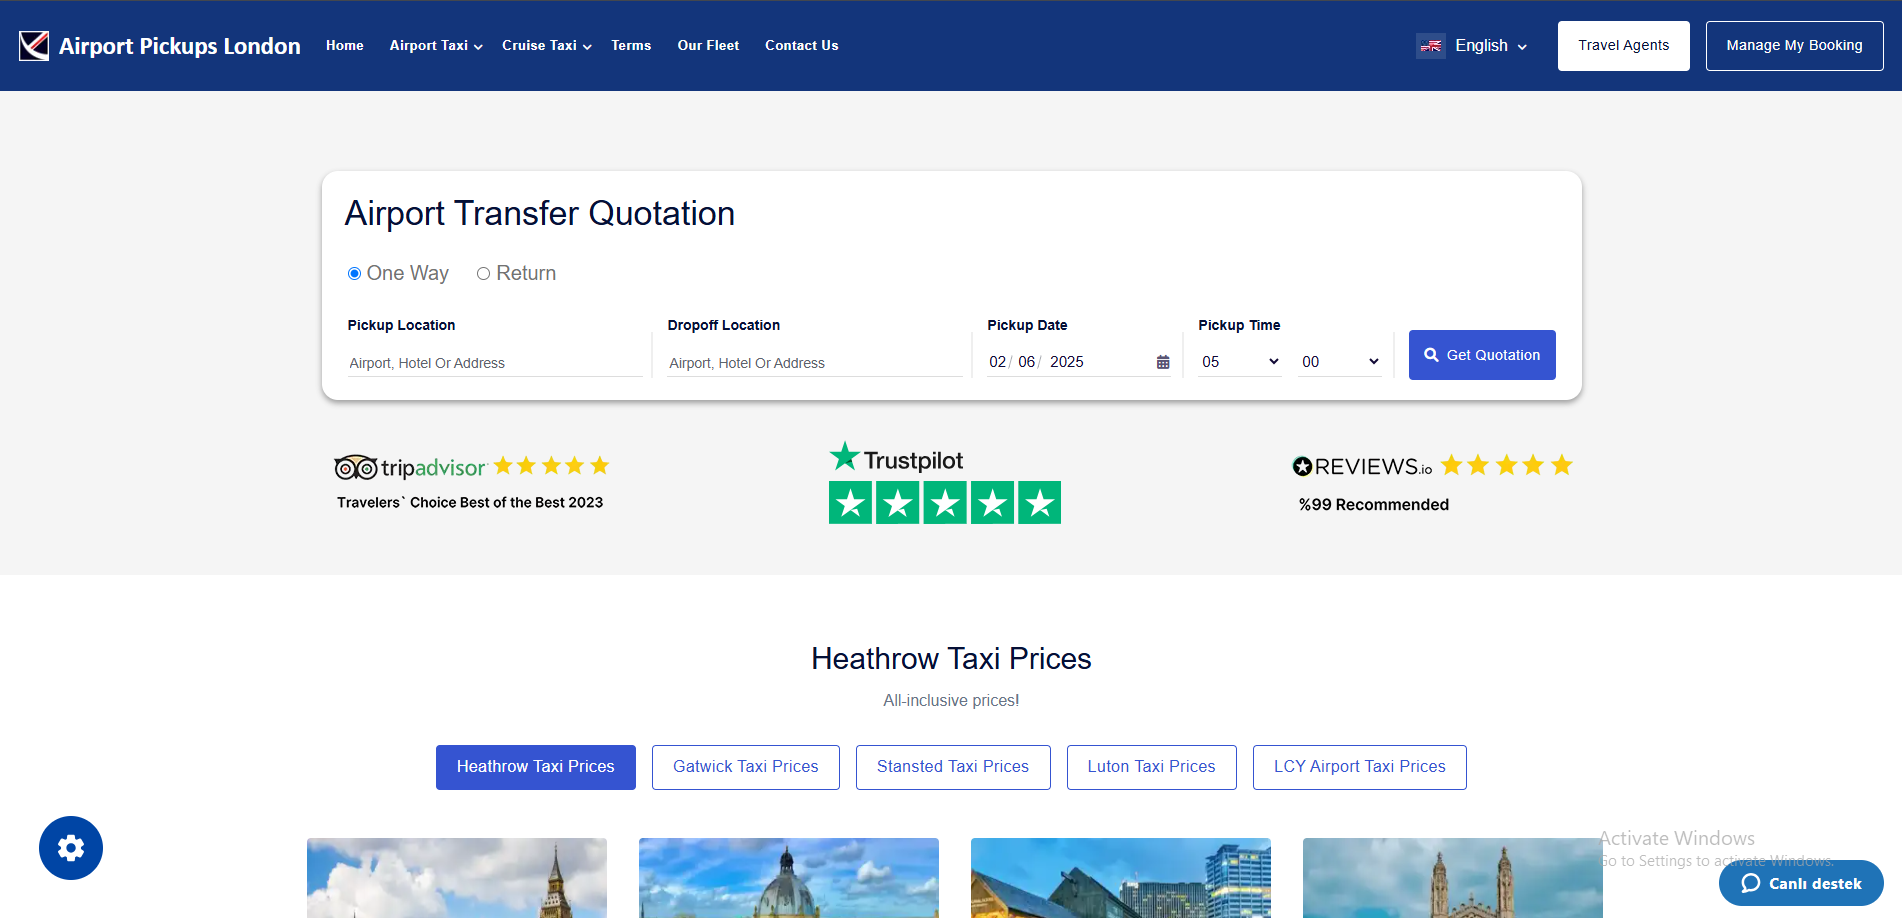 Airport Pickups London
Home Airport Taxi Cruise Taxi Terms Our Fleet Contact Us
English
Travel Agents
Manage My Booking
Airport Transfer Quotation
One Way Return
Pickup Location Dropoff Location Pickup Date Pickup Time
Airport, Hotel Or Address Airport, Hotel Or Address 02/ 06/ 2025 05 00
Get Quotation
tripadvisor
Travelers` Choice Best of the Best 2023
Trustpilot
REVIEWS.io
%99 Recommended
Heathrow Taxi Prices
All-inclusive prices!
Heathrow Taxi Prices Gatwick Taxi Prices Stansted Taxi Prices Luton Taxi Prices LCY Airport Taxi Prices
Activate Windows
Go to Settings to activate Windows.
Canlı destek